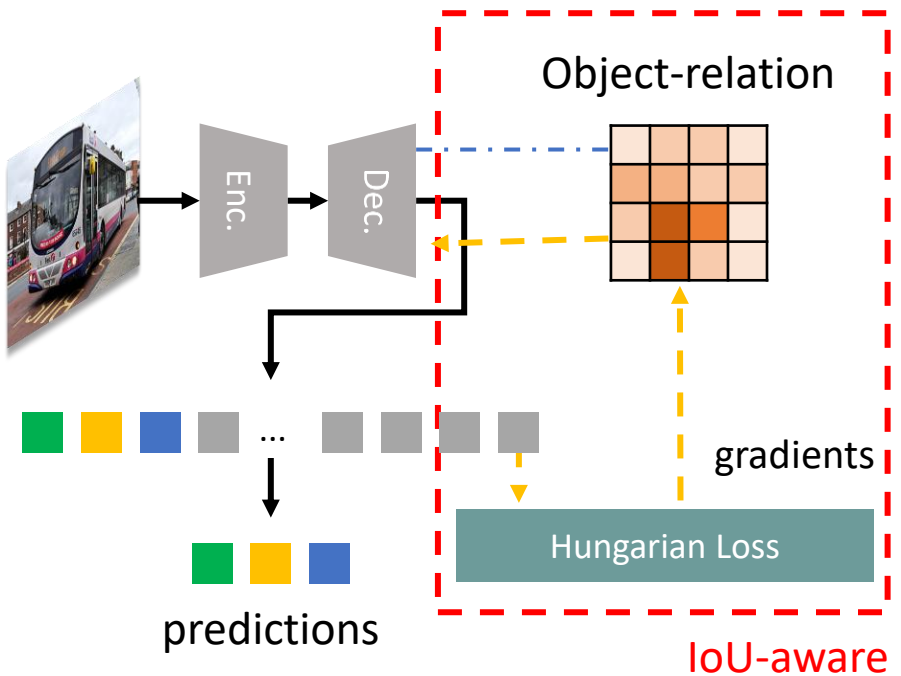 Object-relation
Enc.
Dec.
...
gradients
Hungarian Loss
predictions
IoU-aware